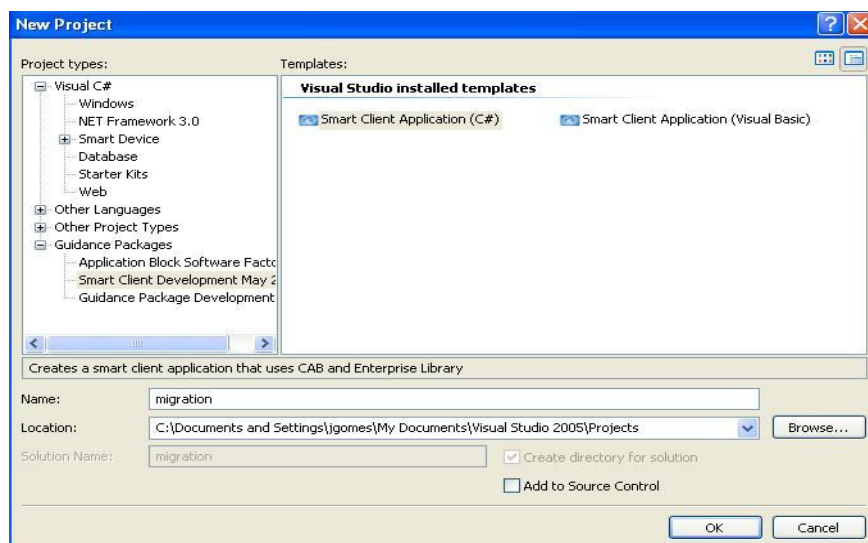 New Project
Project types:
Templates:
Visual C#
Windows
NET Framework 3.0
Smart Device
Database
Starter Kits
Web
Other Languages
Other Project Types
Guidance Packages
Application Block Software Facto
Smart Client Development May 2
Guidance Package Development
Visual Studio installed templates
Smart Client Application (C#)
Smart Client Application (Visual Basic)
Creates a smart client application that uses CAB and Enterprise Library
Name:
migration
Location:
C:\Documents and Settings\jgomes\My Documents\Visual Studio 2005\Projects
Browse...
Solution Name:
migration
Create directory for solution
Add to Source Control
OK
Cancel